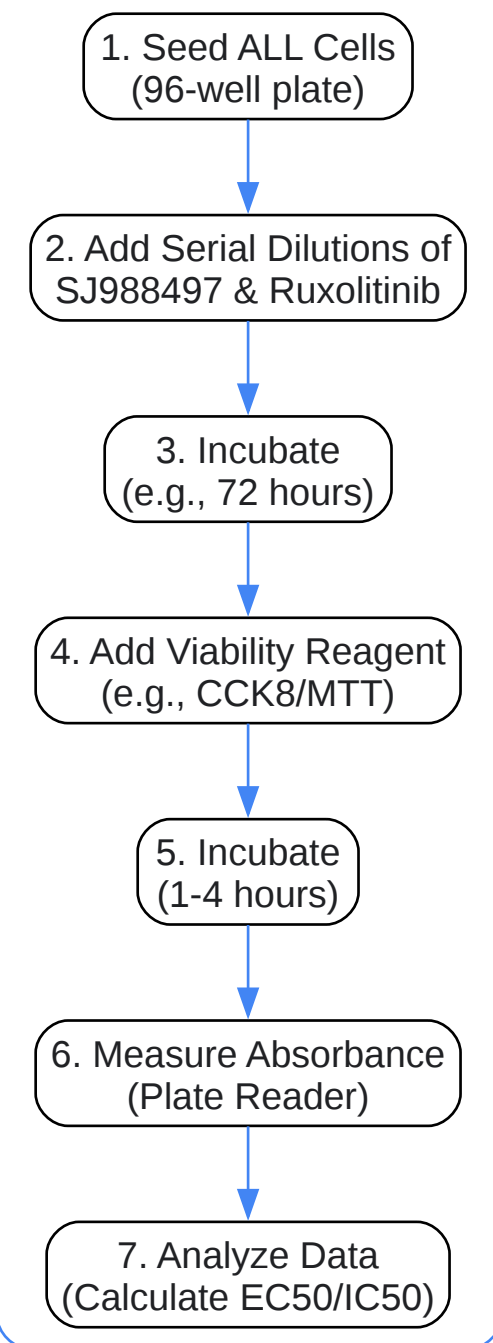 1. Seed ALL Cells
(96-well plate)
2. Add Serial Dilutions of
SJ988497 & Ruxolitinib
3. Incubate
(e.g., 72 hours)
4. Add Viability Reagent
(e.g., CCK8/MTT)
5. Incubate
(1-4 hours)
6. Measure Absorbance
(Plate Reader)
7. Analyze Data
(Calculate EC50/IC50)